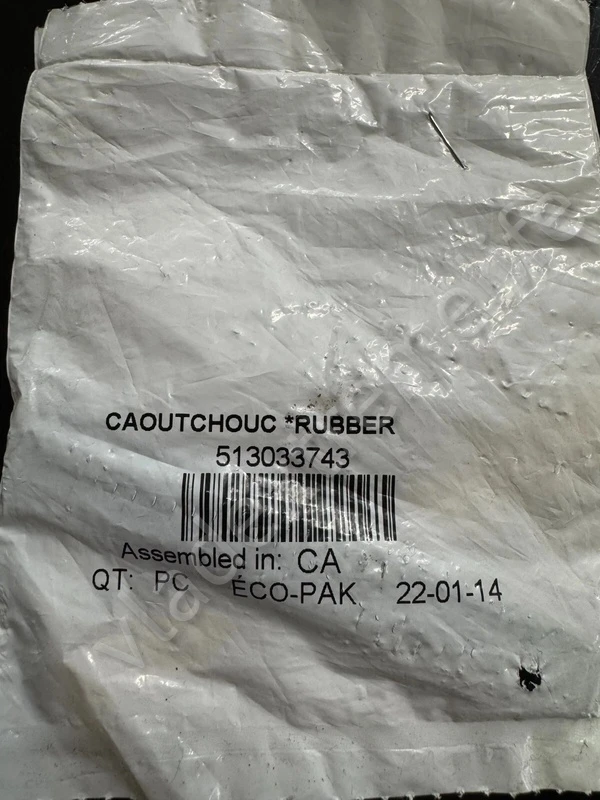 CAOUTCHOUC *RUBBER
513033743
Assembled in: CA
QT: PC ÉCO-PAK 22-01-14